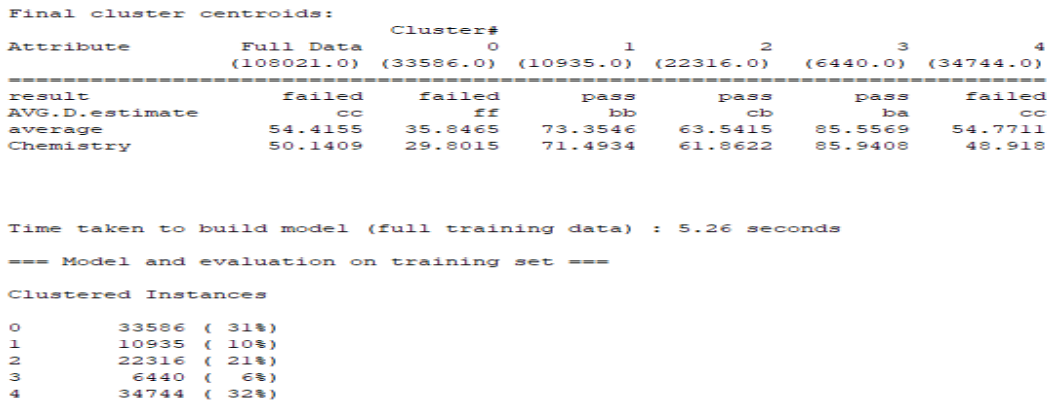 Final cluster centroids:
Cluster#
Attribute Full Data 0 1 2 3 4
(108021.0) (33586.0) (10935.0) (22316.0) (6440.0) (34744.0)
==========================================================================
result failed failed pass pass pass failed
AVG.D.estimate cc ff bb cb ba cc
average 54.4155 35.8465 73.3546 63.5415 85.5569 54.7711
Chemistry 50.1409 29.8015 71.4934 61.8622 85.9408 48.918
Time taken to build model (full training data) : 5.26 seconds
=== Model and evaluation on training set ===
Clustered Instances
0 33586 ( 31%)
1 10935 ( 10%)
2 22316 ( 21%)
3 6440 ( 6%)
4 34744 ( 32%)